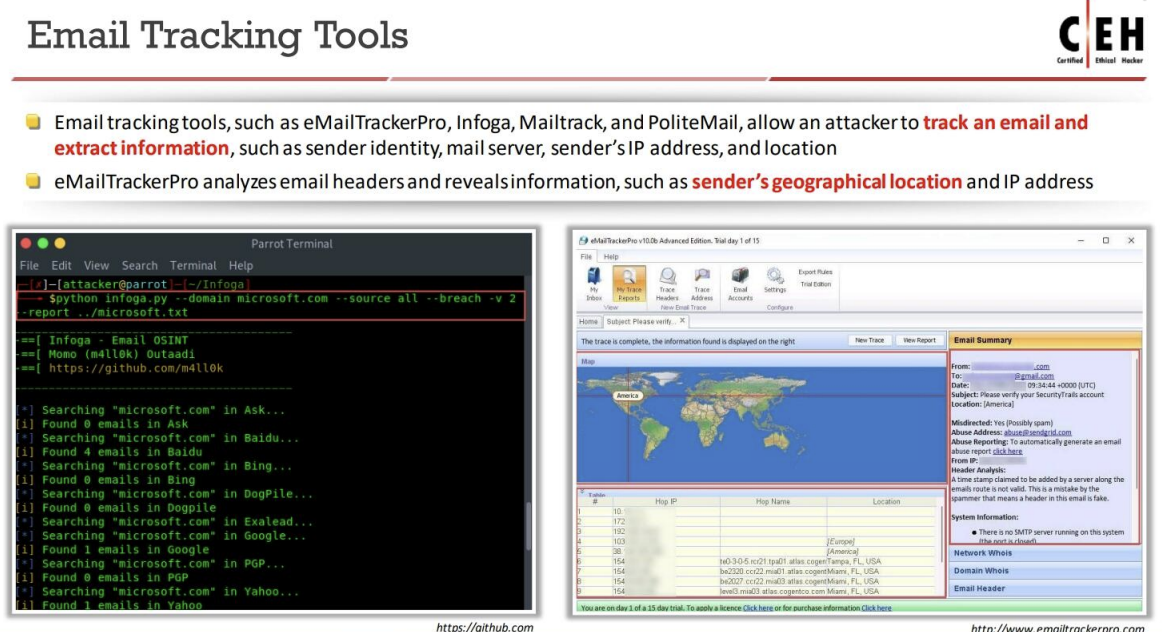 Email Tracking Tools
CEH
Certified Ethical Hacker
Email tracking tools, such as eMailTrackerPro, Infoga, Mailtrack, and PoliteMail, allow an attacker to track an email and
extract information, such as sender identity, mail server, sender's IP address, and location
eMailTrackerPro analyzes email headers and reveals information, such as sender's geographical location and IP address
Parrot Terminal
File Edit View Search Terminal Help
[x]-[attacker@parrot]-[~/Infoga]
$python infoga.py --domain microsoft.com --source all --breach -v 2
--report ../microsoft.txt
-==[ Infoga - Email OSINT
-==[ Momo (m4ll0k) Outaadi
-==[ https://github.com/m4ll0k
[*] Searching "microsoft.com" in Ask...
[i] Found 0 emails in Ask
[*] Searching "microsoft.com" in Baidu...
[i] Found 4 emails in Baidu
[*] Searching "microsoft.com" in Bing...
[i] Found 0 emails in Bing
[*] Searching "microsoft.com" in DogPile...
[i] Found 0 emails in Dogpile
[*] Searching "microsoft.com" in Exalead...
[*] Searching "microsoft.com" in Google...
[i] Found 1 emails in Google
[*] Searching "microsoft.com" in PGP...
[i] Found 0 emails in PGP
[*] Searching "microsoft.com" in Yahoo...
[i] Found 1 emails in Yahoo
https://github.com
eMailTrackerPro v10.0b Advanced Edition. Trial day 1 of 15
File Help
My Inbox
My Trace Reports
Trace Headers
Trace Address
Email Accounts
Settings
Export Rules
Trial Edition
View New Email Trace Configure
Home Subject: Please verify.. X
The trace is complete, the information found is displayed on the right New Trace View Report
Map
America
Table
# Hop IP Hop Name Location
1 10.
2 172
3 192
4 103 [Europe]
5 38. [America]
6 154 te0-3-0-5.rcr21.tpa01.atlas.cogen Tampa, FL, USA
7 154 be2320.ccr22.mia01.atlas.cogent Miami, FL, USA
8 154 be2027.ccr22.mia03.atlas.cogent Miami, FL, USA
9 154 level3.mia03.atlas.cogentco.com Miami, FL, USA
Email Summary
From: .com
To: @gmail.com
Date: 09:34:44 +0000 (UTC)
Subject: Please verify your SecurityTrails account
Location: [America]
Misdirected: Yes (Possibly spam)
Abuse Address: abuse@sendgrid.com
Abuse Reporting: To automatically generate an email
abuse report click here
From IP:
Header Analysis:
A time stamp claimed to be added by a server along the
emails route is not valid. This is a mistake by the
spammer that means a header in this email is fake.
System Information:
There is no SMTP server running on this system
(the port is closed)
Network Whois
Domain Whois
Email Header
You are on day 1 of a 15 day trial. To apply a licence Click here or for purchase information Click here
http://www.emailtrackerpro.com